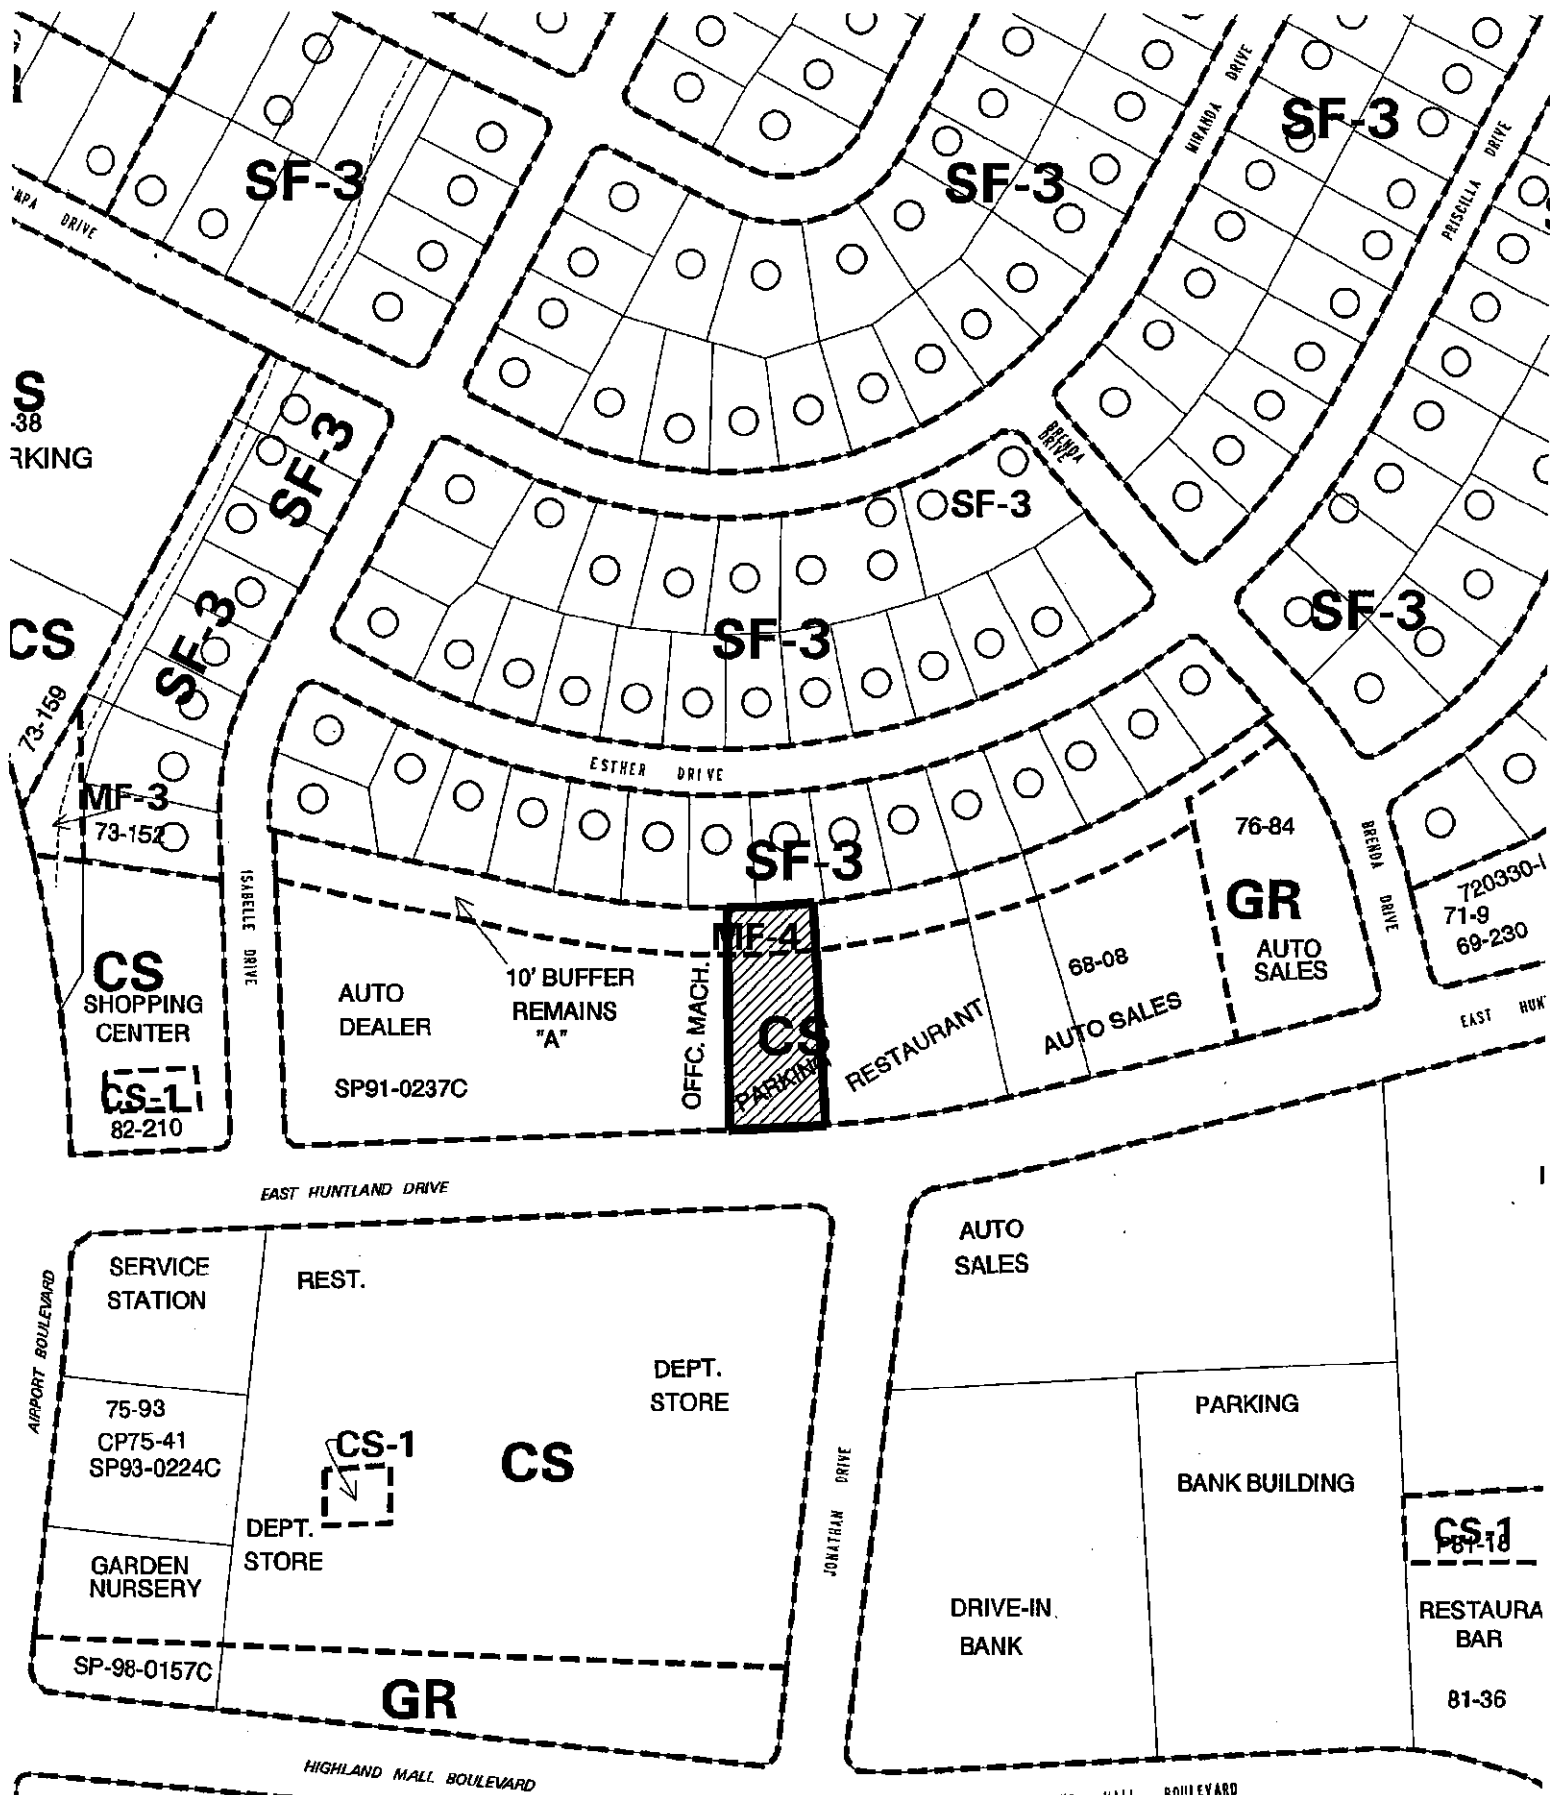 MIRANDA DRIVE
SF-3
SF-3
SF-3
PRISCILLA DRIVE
DRIVE
S
-38
RKING
SF-3
BRENDA
DRIVE
SF-3
SF-3
CS
SF-3
SF-3
73-159
ESTHER DRIVE
MF-3
73-152
76-84
SF-3
BRENDA DRIVE
ISABELLE DRIVE
GR
720330-
71-9
69-230
MF-4
AUTO
SALES
68-08
CS
SHOPPING
CENTER
AUTO
DEALER
10' BUFFER
REMAINS
"A"
OFFC. MACH.
CS
PARKING
RESTAURANT
AUTO SALES
EAST HUN
SP91-0237C
CS-1
82-210
EAST HUNTLAND DRIVE
AUTO
SALES
SERVICE
STATION
REST.
AIRPORT BOULEVARD
DEPT.
STORE
75-93
CP75-41
SP93-0224C
CS-1
CS
PARKING
BANK BUILDING
JONATHAN DRIVE
DEPT.
STORE
CS-1
GARDEN
NURSERY
DRIVE-IN
BANK
RESTAURA
BAR
SP-98-0157C
GR
81-36
HIGHLAND MALL BOULEVARD
BOULEVARD